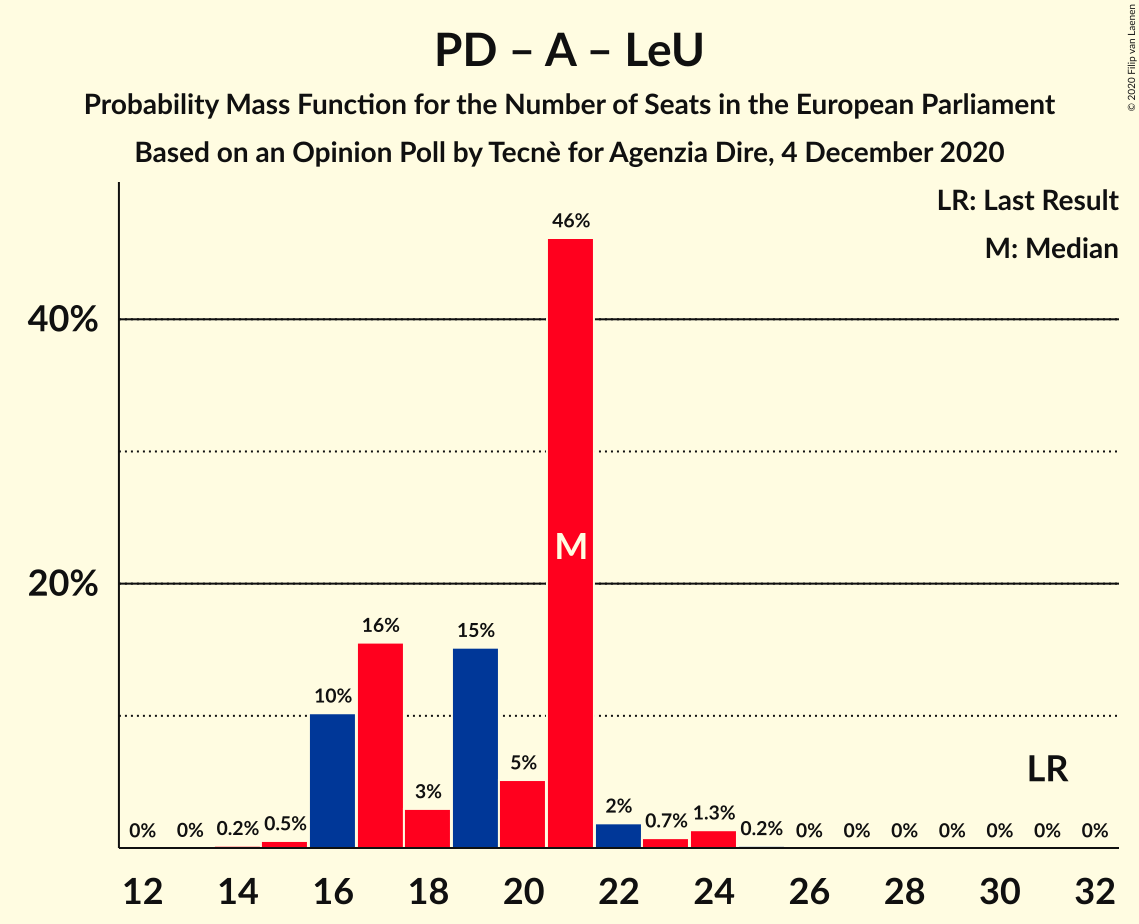 PD – A – LeU
Probability Mass Function for the Number of Seats in the European Parliament
Based on an Opinion Poll by Tecnè for Agenzia Dire, 4 December 2020
© 2020 Filip van Laenen
LR: Last Result
M: Median
46%
40%
M
20%
16%
15%
10%
5%
LR
3%
2%
0% 0% 0.2% 0.5% 0.7% 1.3% 0.2% 0% 0% 0% 0% 0% 0% 0%
12 14 16 18 20 22 24 26 28 30 32